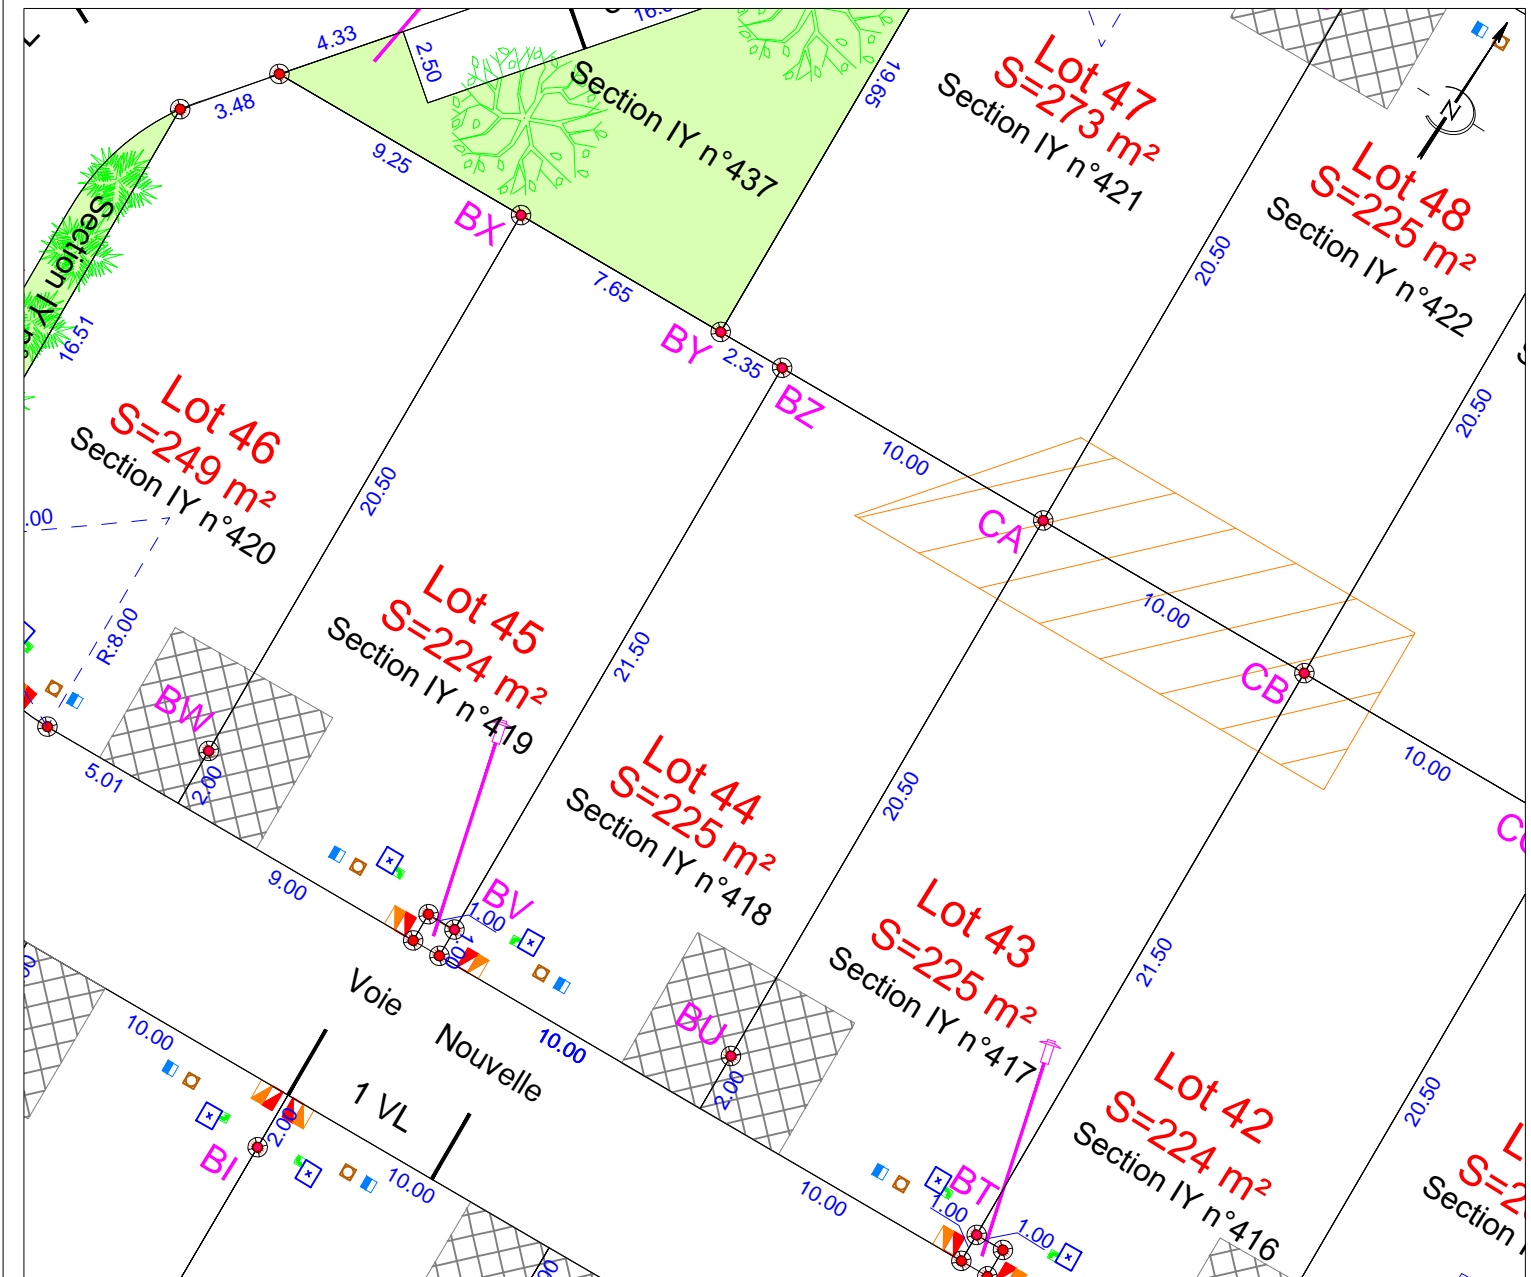 4.33
2.50
3.48
9.25
BX
Section IY n°437
19.65
7.65
BY
2.35
BZ
Lot 47
S=273 m²
Section IY n°421
N
Lot 48
S=225 m²
Section IY n°422
20.50
20.50
Section IY
16.51
Lot 46
S=249 m²
Section IY n°420
20.50
.00
R:8.00
10.00
CA
10.00
CB
10.00
Lot 45
S=224 m²
Section IY n°419
21.50
BW
2.00
5.01
9.00
Lot 44
S=225 m²
Section IY n°418
20.50
BV
1.00
1.00
Lot 43
S=225 m²
Section IY n°417
21.50
BU
2.00
10.00
Voie
Nouvelle
1 VL
10.00
2.00
BI
10.00
Lot 42
S=224 m²
Section IY n°416
20.50
BT
1.00
1.00
10.00
Section